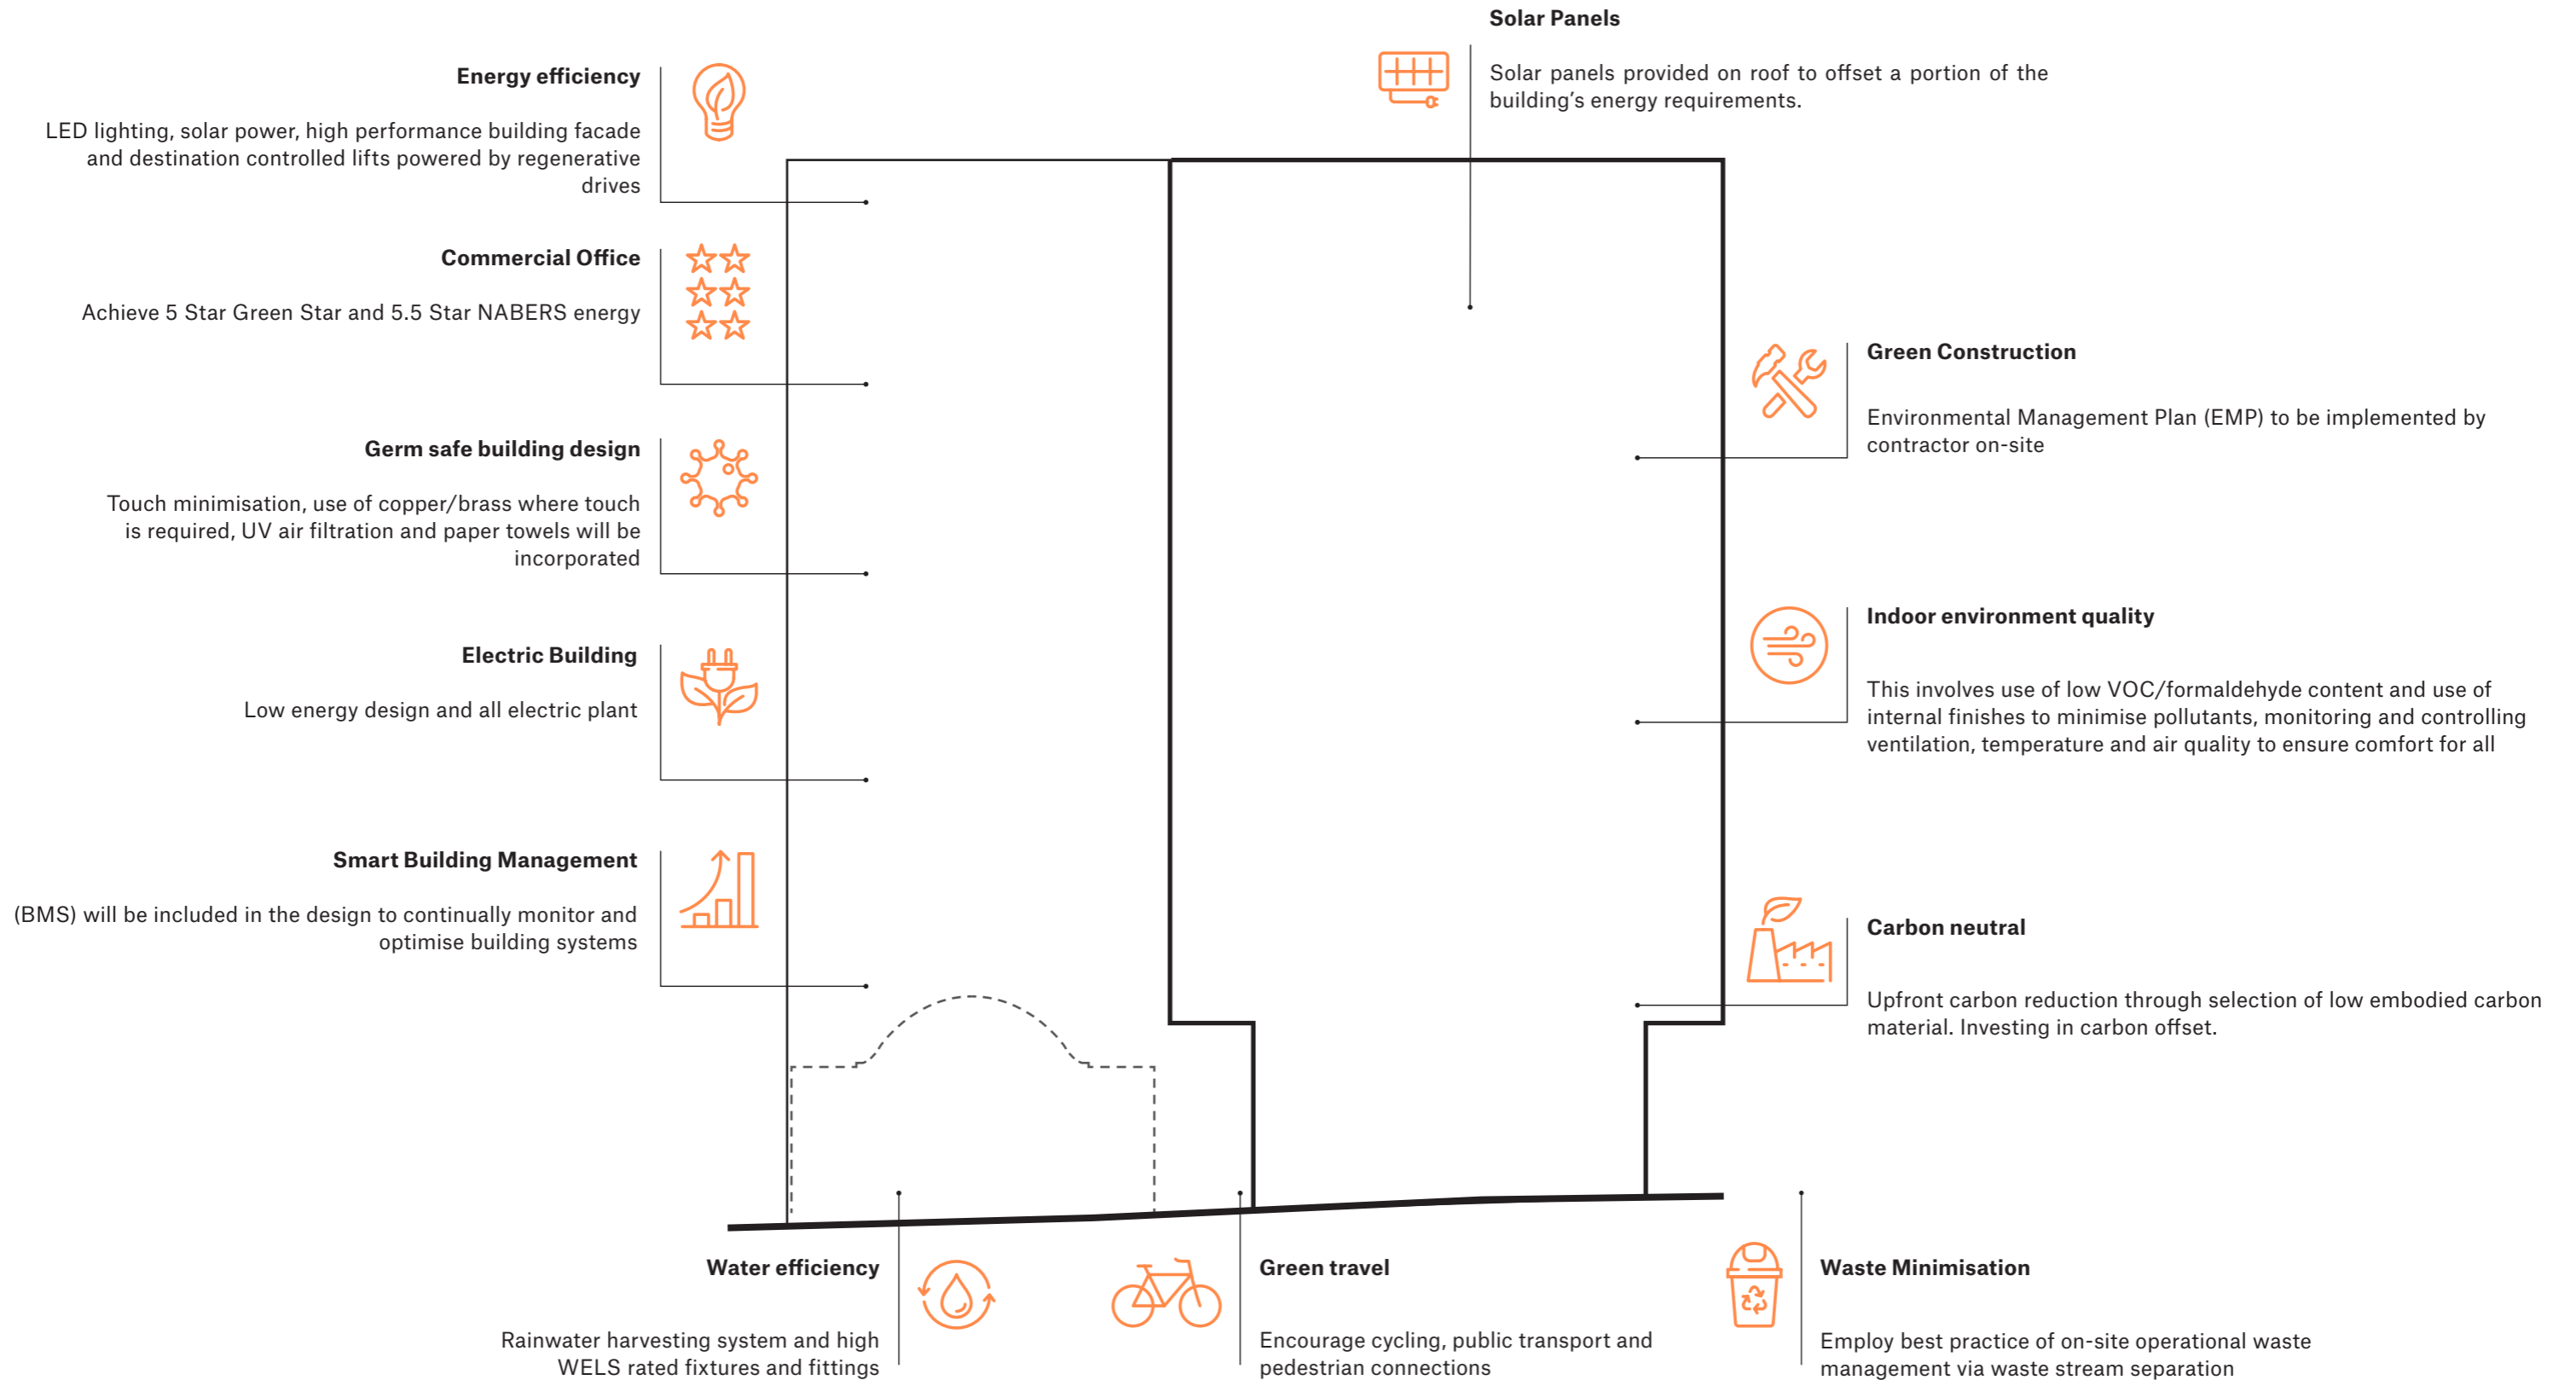 Solar Panels
Solar panels provided on roof to offset a portion of the
building’s energy requirements.
Energy efficiency
LED lighting, solar power, high performance building facade
and destination controlled lifts powered by regenerative
drives
Commercial Office
Achieve 5 Star Green Star and 5.5 Star NABERS energy
Germ safe building design
Touch minimisation, use of copper/brass where touch
is required, UV air filtration and paper towels will be
incorporated
Electric Building
Low energy design and all electric plant
Smart Building Management
(BMS) will be included in the design to continually monitor and
optimise building systems
Green Construction
Environmental Management Plan (EMP) to be implemented by
contractor on-site
Indoor environment quality
This involves use of low VOC/formaldehyde content and use of
internal finishes to minimise pollutants, monitoring and controlling
ventilation, temperature and air quality to ensure comfort for all
Carbon neutral
Upfront carbon reduction through selection of low embodied carbon
material. Investing in carbon offset.
Water efficiency
Rainwater harvesting system and high
WELS rated fixtures and fittings
Green travel
Encourage cycling, public transport and
pedestrian connections
Waste Minimisation
Employ best practice of on-site operational waste
management via waste stream separation